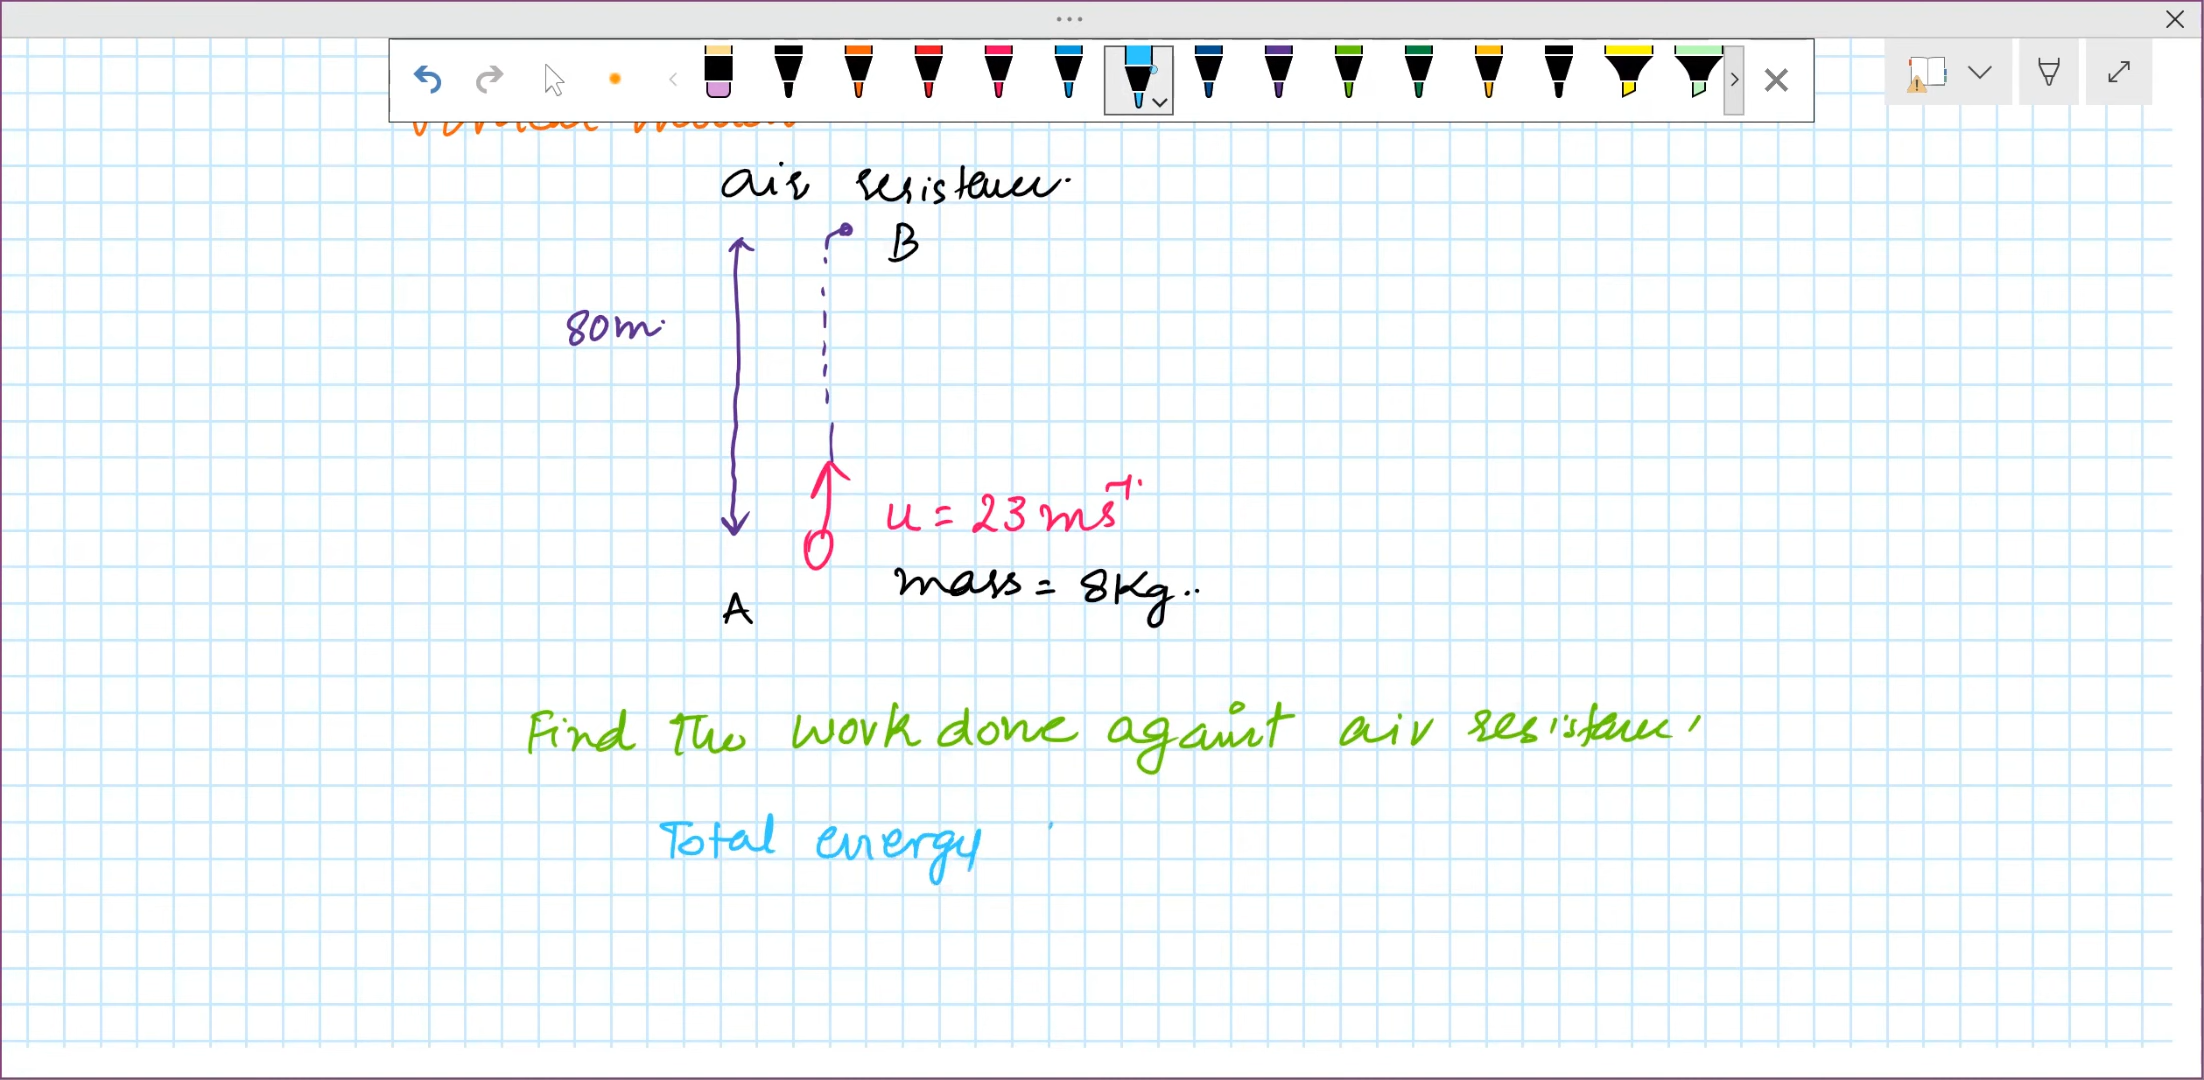 air resistance.
B
80m.
u = 23 ms⁻¹.
mass = 8Kg..
A
Find the work done against air resistance.
Total energy